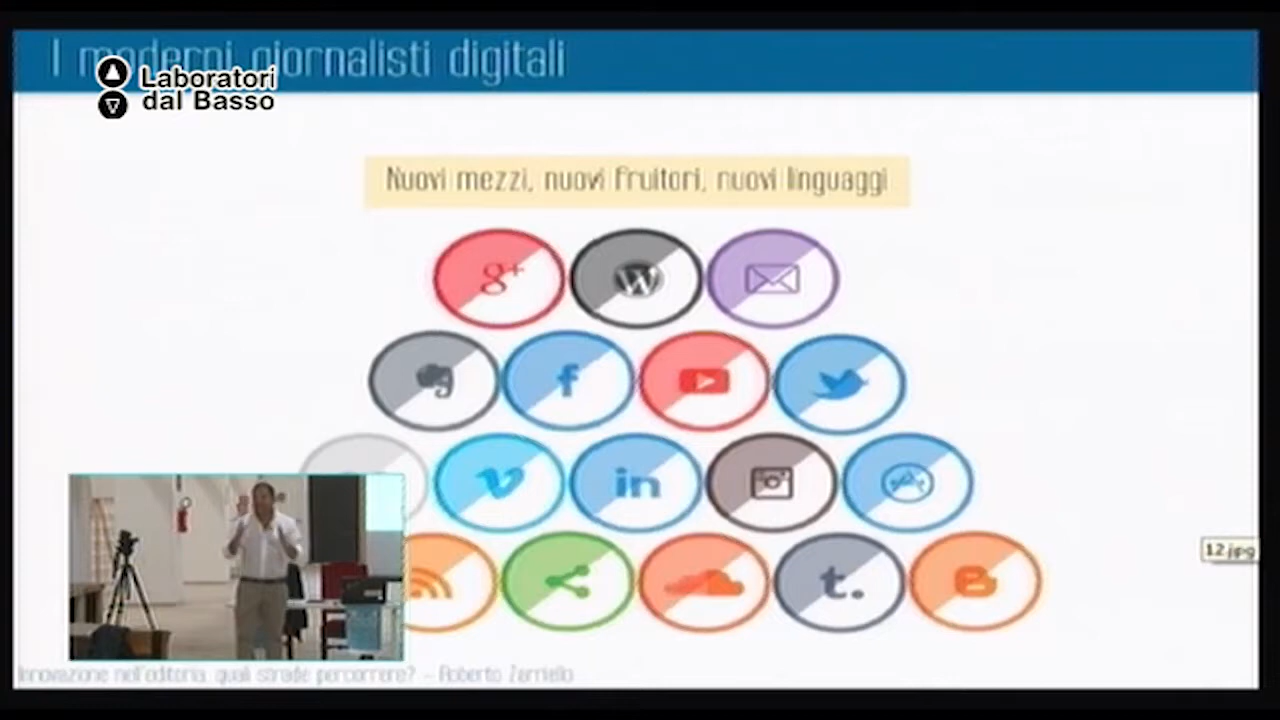 I moderni giornalisti digitali
Laboratori
dal Basso
Nuovi mezzi, nuovi fruitori, nuovi linguaggi
g+
W
f
in
t.
B
12.jpg
Innovazione nell'editoria, quali strade percorrere? - Roberto Zarriello